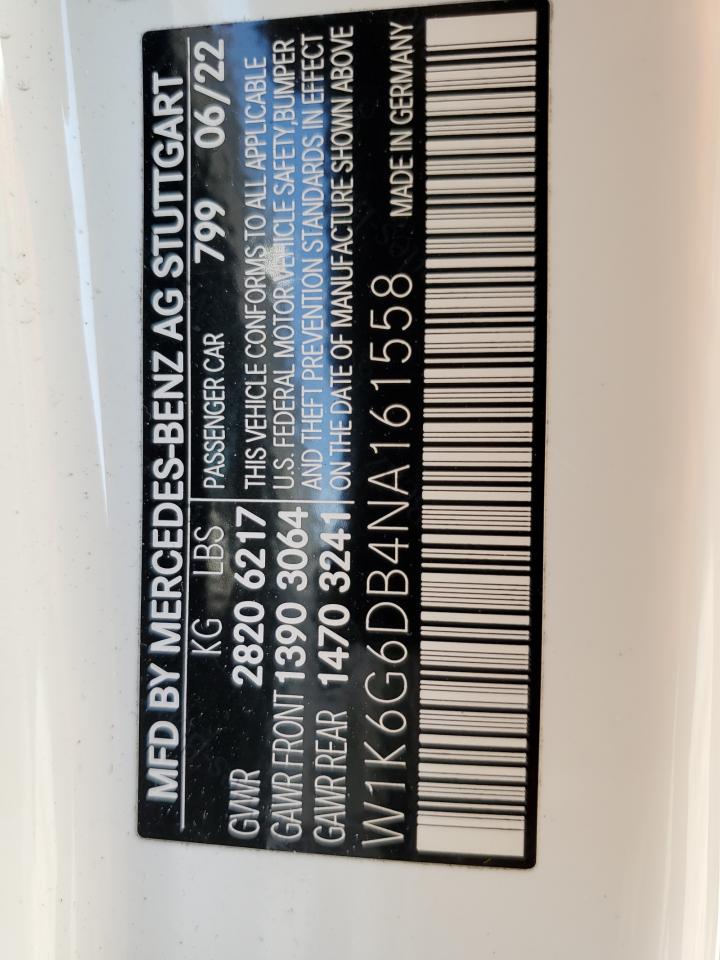 MFD BY MERCEDES-BENZ AG STUTTGART
KG LBS PASSENGER CAR 799 06/22
GVWR 2820 6217 THIS VEHICLE CONFORMS TO ALL APPLICABLE
U.S. FEDERAL MOTOR VEHICLE SAFETY,BUMPER
GAWR FRONT 1390 3064 AND THEFT PREVENTION STANDARDS IN EFFECT
GAWR REAR 1470 3241 ON THE DATE OF MANUFACTURE SHOWN ABOVE
W1K6G6DB4NA161558 MADE IN GERMANY